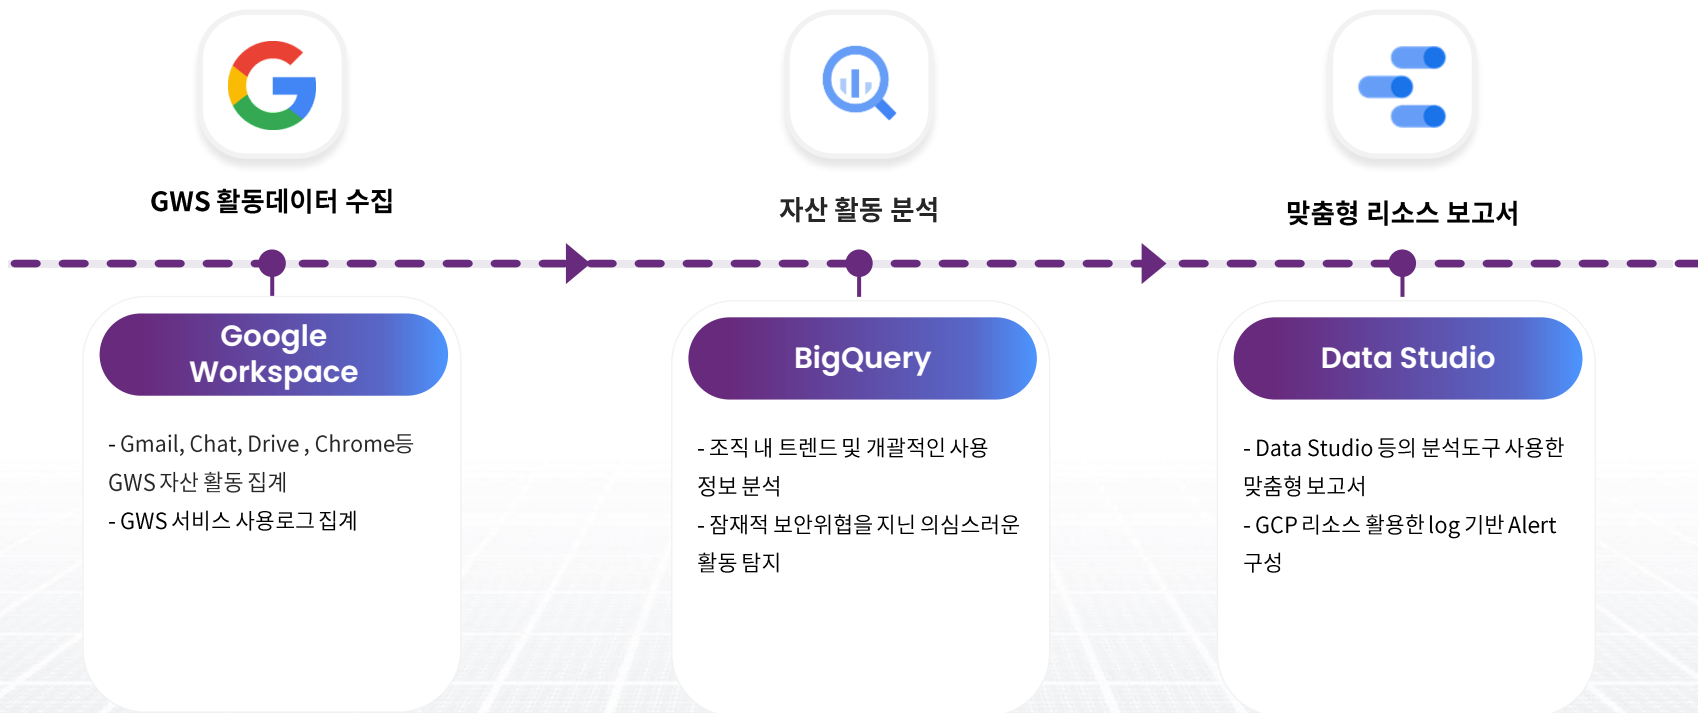 GWS 활동데이터 수집
Google
Workspace
- Gmail, Chat, Drive , Chrome등
GWS 자산 활동 집계
- GWS 서비스 사용로그 집계
자산 활동 분석
BigQuery
- 조직 내 트렌드 및 개괄적인 사용
정보 분석
- 잠재적 보안위협을 지닌 의심스러운
활동 탐지
맞춤형 리소스 보고서
Data Studio
- Data Studio 등의 분석도구 사용한
맞춤형 보고서
- GCP 리소스 활용한 log 기반 Alert
구성